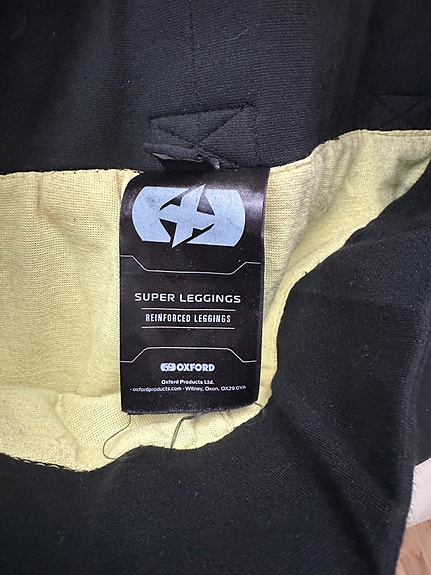 SUPER LEGGINGS
REINFORCED LEGGINGS
OXFORD
Oxford Products Ltd.
oxfordproducts.com · Witney, Oxon, OX29 0YA